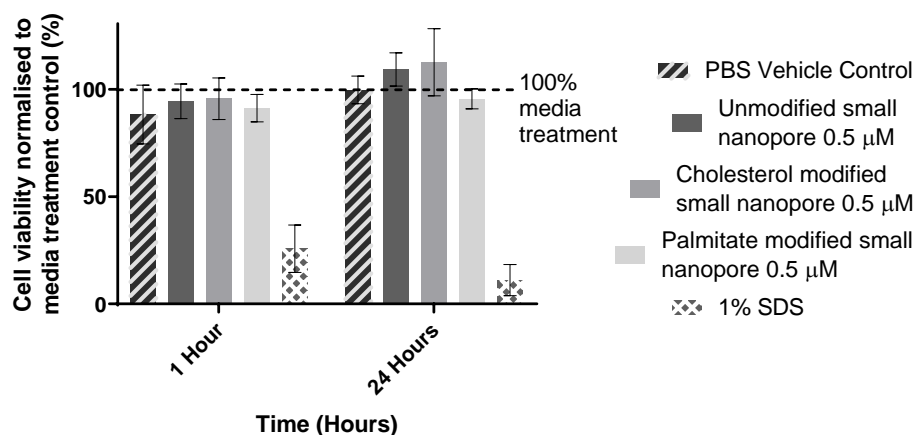 Cell viability normalised to
media treatment control (%)
100
50
0
1 Hour
24 Hours
Time (Hours)
100%
media
treatment
PBS Vehicle Control
Unmodified small
nanopore 0.5 μM
Cholesterol modified
small nanopore 0.5 μM
Palmitate modified small
nanopore 0.5 μM
1% SDS